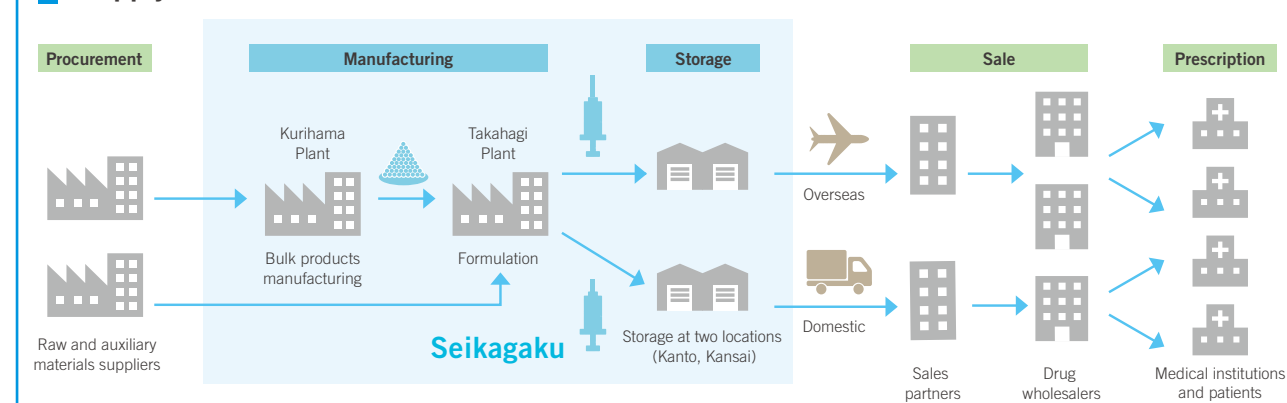 Procurement
Manufacturing
Storage
Sale
Prescription
Kurihama
Plant
Takahagi
Plant
Overseas
Bulk products
manufacturing
Formulation
Domestic
Storage at two locations
(Kanto, Kansai)
Seikagaku
Raw and auxiliary
materials suppliers
Sales
partners
Drug
wholesalers
Medical institutions
and patients